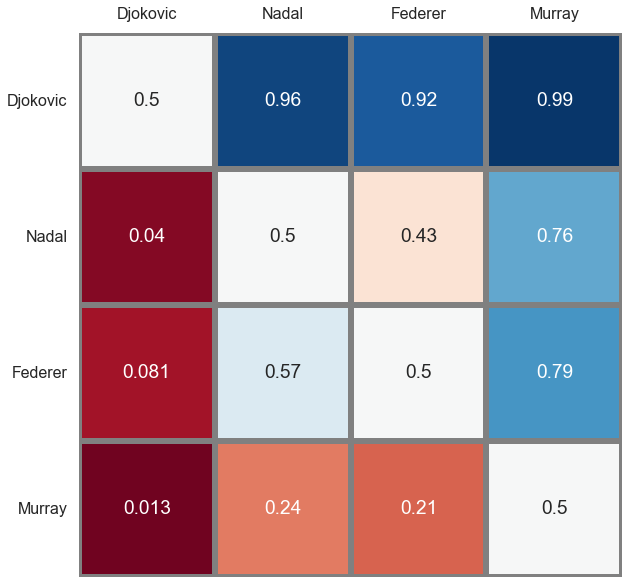 Djokovic Nadal Federer Murray
Djokovic 0.5 0.96 0.92 0.99
Nadal 0.04 0.5 0.43 0.76
Federer 0.081 0.57 0.5 0.79
Murray 0.013 0.24 0.21 0.5